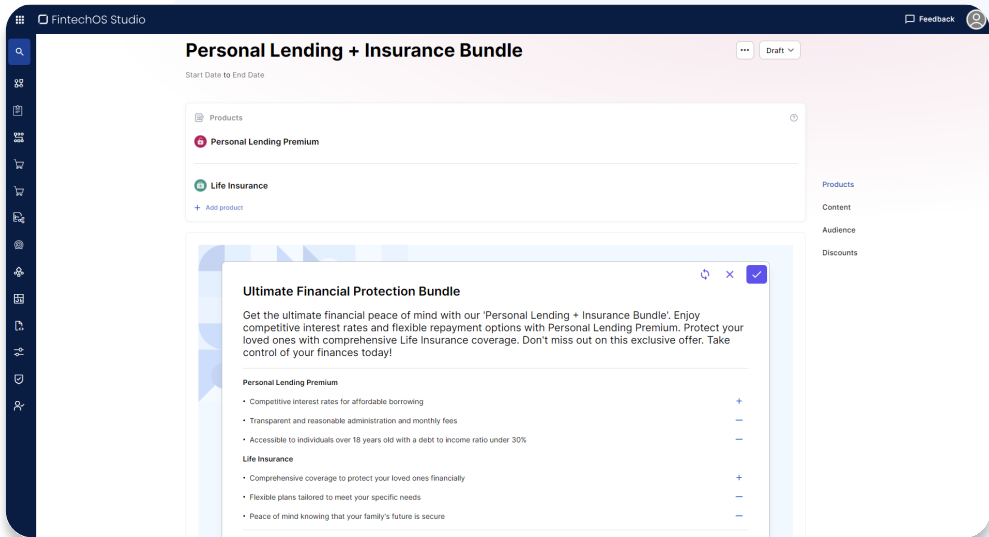 FintechOS Studio
Feedback
Personal Lending + Insurance Bundle
Draft
Start Date to End Date
Products
Personal Lending Premium
Life Insurance
+ Add product
Products
Content
Audience
Discounts
Ultimate Financial Protection Bundle
Get the ultimate financial peace of mind with our 'Personal Lending + Insurance Bundle'. Enjoy
competitive interest rates and flexible repayment options with Personal Lending Premium. Protect your
loved ones with comprehensive Life Insurance coverage. Don't miss out on this exclusive offer. Take
control of your finances today!
Personal Lending Premium
• Competitive interest rates for affordable borrowing
• Transparent and reasonable administration and monthly fees
• Accessible to individuals over 18 years old with a debt to income ratio under 30%
Life Insurance
• Comprehensive coverage to protect your loved ones financially
• Flexible plans tailored to meet your specific needs
• Peace of mind knowing that your family's future is secure